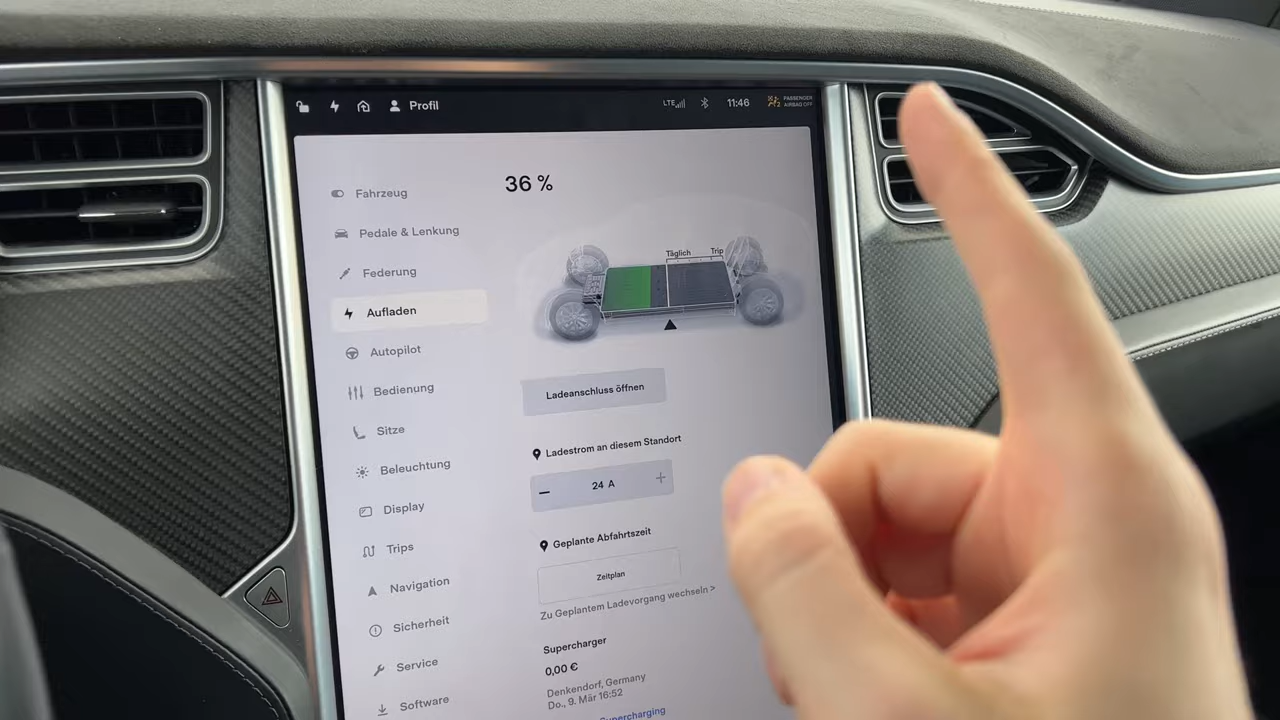 Profil
LTE
11:46
PASSENGER
AIRBAG OFF
36 %
Täglich
Trip
Fahrzeug
Pedale & Lenkung
Federung
Aufladen
Autopilot
Bedienung
Sitze
Beleuchtung
Display
Trips
Navigation
Sicherheit
Service
Software
Ladeanschluss öffnen
Ladestrom an diesem Standort
− 24 A +
Geplante Abfahrtszeit
Zeitplan
Zu Geplantem Ladevorgang wechseln >
Supercharger
0,00 €
Denkendorf, Germany
Do., 9. Mär 16:52
Supercharging